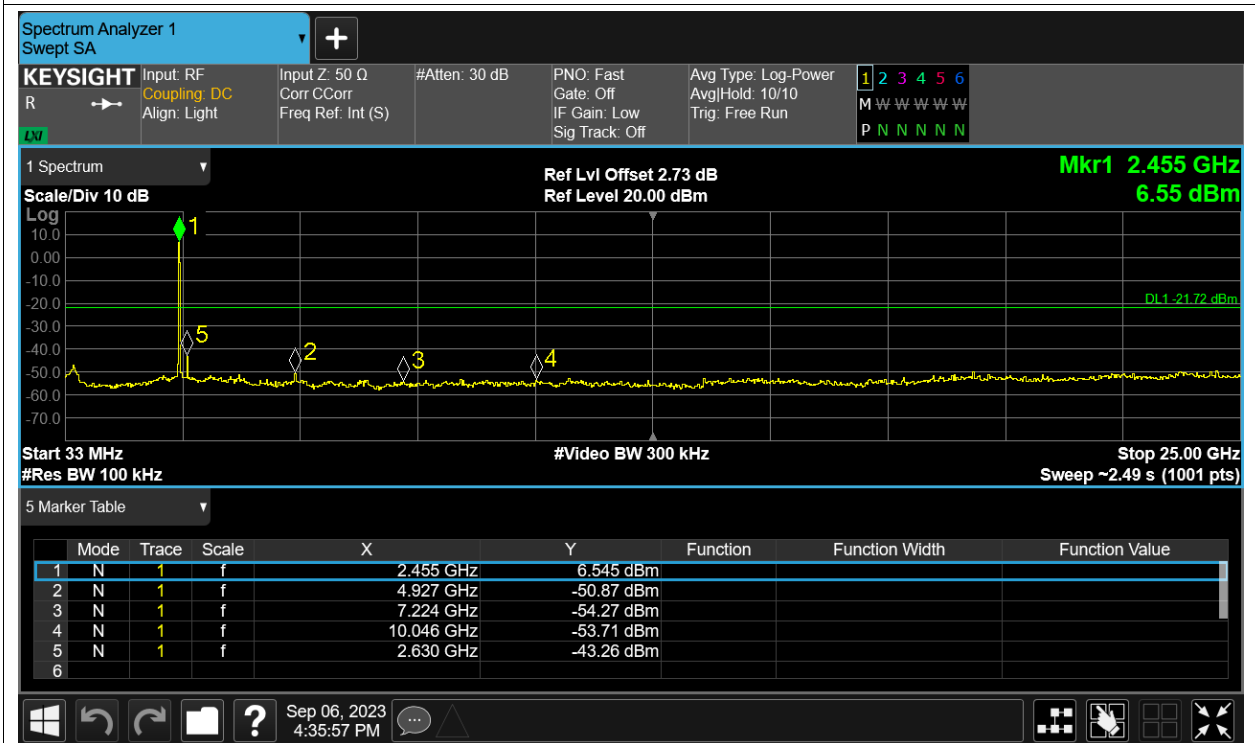 Spectrum Analyzer 1
Swept SA
KEYSIGHT Input: RF Input Z: 50 Ω #Atten: 30 dB PNO: Fast Avg Type: Log-Power 1 2 3 4 5 6
R Coupling: DC Corr CCorr Gate: Off Avg|Hold: 10/10 M W W W W W
Align: Light Freq Ref: Int (S) IF Gain: Low Trig: Free Run
LXI Sig Track: Off P N N N N N
1 Spectrum Ref Lvl Offset 2.73 dB Mkr1 2.455 GHz
Scale/Div 10 dB Ref Level 20.00 dBm 6.55 dBm
Log
1
10.0
0.00
-10.0
-20.0 DL1 -21.72 dBm
-30.0
5
-40.0
2 3 4
-50.0
-60.0
-70.0
Start 33 MHz #Video BW 300 kHz Stop 25.00 GHz
#Res BW 100 kHz Sweep ~2.49 s (1001 pts)
5 Marker Table
Mode Trace Scale X Y Function Function Width Function Value
1 N 1 f 2.455 GHz 6.545 dBm
2 N 1 f 4.927 GHz -50.87 dBm
3 N 1 f 7.224 GHz -54.27 dBm
4 N 1 f 10.046 GHz -53.71 dBm
5 N 1 f 2.630 GHz -43.26 dBm
6
? Sep 06, 2023
4:35:57 PM